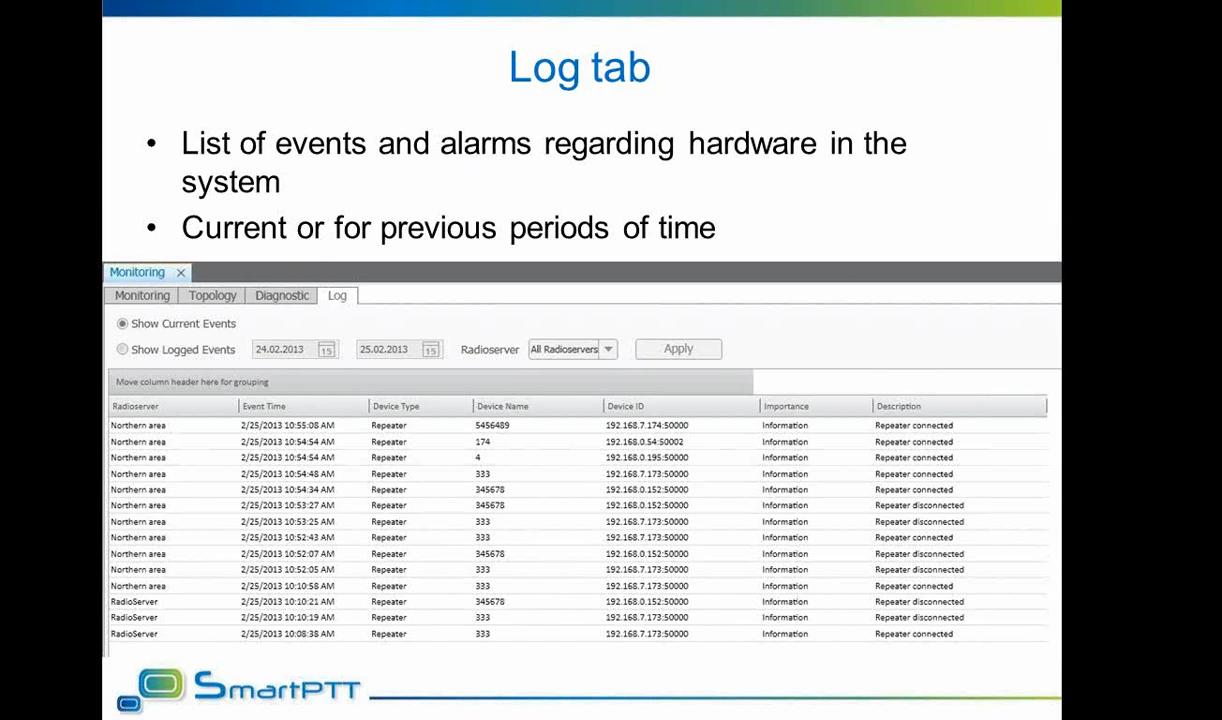 Log tab
• List of events and alarms regarding hardware in the
system
• Current or for previous periods of time
Monitoring ×
Monitoring Topology Diagnostic Log
Show Current Events
Show Logged Events 24.02.2013 15 25.02.2013 15 Radioserver All Radioservers Apply
Move column header here for grouping
Radioserver Event Time Device Type Device Name Device ID Importance Description
Northern area 2/25/2013 10:55:08 AM Repeater 5456489 192.168.7.174:50000 Information Repeater connected
Northern area 2/25/2013 10:54:54 AM Repeater 174 192.168.0.54:50002 Information Repeater connected
Northern area 2/25/2013 10:54:54 AM Repeater 4 192.168.0.195:50000 Information Repeater connected
Northern area 2/25/2013 10:54:48 AM Repeater 333 192.168.7.173:50000 Information Repeater connected
Northern area 2/25/2013 10:54:34 AM Repeater 345678 192.168.0.152:50000 Information Repeater connected
Northern area 2/25/2013 10:53:27 AM Repeater 345678 192.168.0.152:50000 Information Repeater disconnected
Northern area 2/25/2013 10:53:25 AM Repeater 333 192.168.7.173:50000 Information Repeater disconnected
Northern area 2/25/2013 10:52:43 AM Repeater 333 192.168.7.173:50000 Information Repeater connected
Northern area 2/25/2013 10:52:07 AM Repeater 345678 192.168.0.152:50000 Information Repeater disconnected
Northern area 2/25/2013 10:52:05 AM Repeater 333 192.168.7.173:50000 Information Repeater disconnected
Northern area 2/25/2013 10:10:58 AM Repeater 333 192.168.7.173:50000 Information Repeater connected
RadioServer 2/25/2013 10:10:21 AM Repeater 345678 192.168.0.152:50000 Information Repeater disconnected
RadioServer 2/25/2013 10:10:19 AM Repeater 333 192.168.7.173:50000 Information Repeater disconnected
RadioServer 2/25/2013 10:08:38 AM Repeater 333 192.168.7.173:50000 Information Repeater connected
SmartPTT